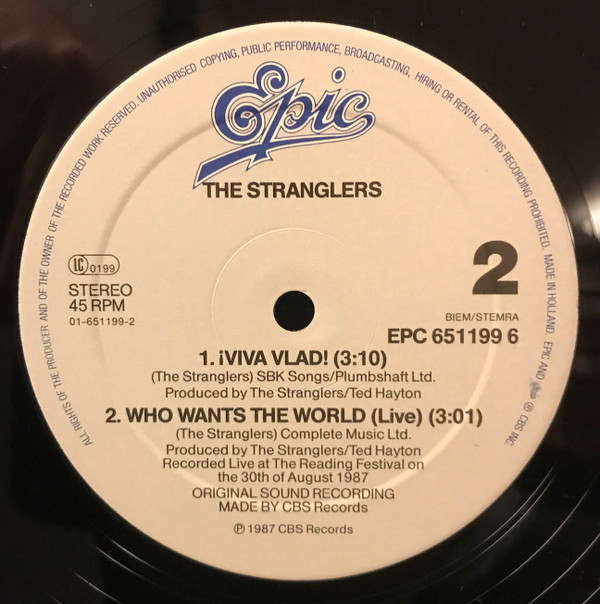 ALL RIGHTS OF THE PRODUCER AND OF THE OWNER OF THE RECORDED WORK RESERVED. UNAUTHORISED COPYING, PUBLIC PERFORMANCE, BROADCASTING, HIRING OR RENTAL OF THIS RECORDING PROHIBITED. MADE IN HOLLAND. EPIC AND Epic ℗ CBS INC.
Epic
THE STRANGLERS
LC 0199
STEREO
45 RPM
01-651199-2
2
BIEM/STEMRA
EPC 651199 6
1. ¡VIVA VLAD! (3:10)
(The Stranglers) SBK Songs/Plumbshaft Ltd.
Produced by The Stranglers/Ted Hayton
2. WHO WANTS THE WORLD (Live) (3:01)
(The Stranglers) Complete Music Ltd.
Produced by The Stranglers/Ted Hayton
Recorded Live at The Reading Festival on
the 30th of August 1987
ORIGINAL SOUND RECORDING
MADE BY CBS Records
℗ 1987 CBS Records